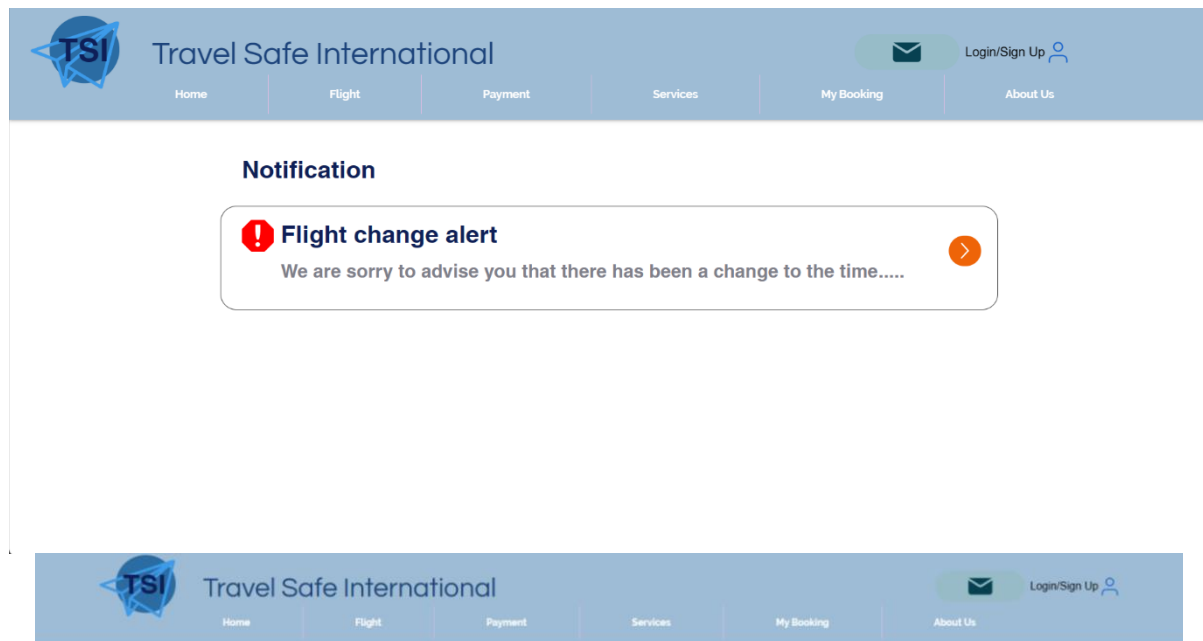 TSI
Travel Safe International
Login/Sign Up
Home Flight Payment Services My Booking About Us
Notification
Flight change alert
We are sorry to advise you that there has been a change to the time.....
TSI
Travel Safe International
Login/Sign Up
Home Flight Payment Services My Booking About Us